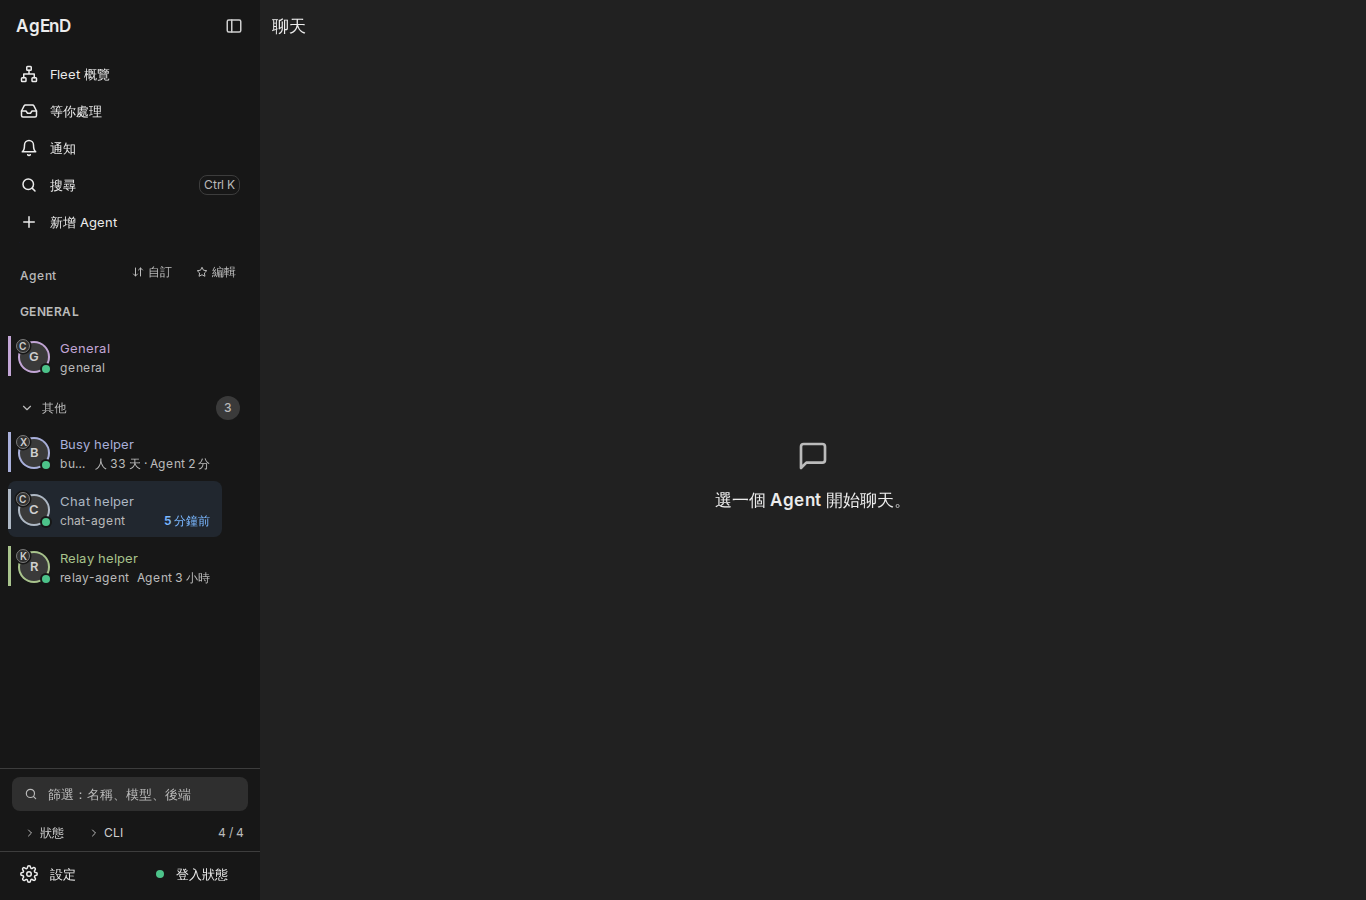 AgEnD
聊天
Fleet 概覽
等你處理
通知
搜尋 Ctrl K
新增 Agent
Agent 自訂 編輯
GENERAL
C G General
general
其他 3
X B Busy helper
bu... 人 33 天 · Agent 2 分
C C Chat helper
chat-agent 5 分鐘前
K R Relay helper
relay-agent Agent 3 小時
選一個 Agent 開始聊天。
篩選：名稱、模型、後端
狀態 CLI 4 / 4
設定 登入狀態